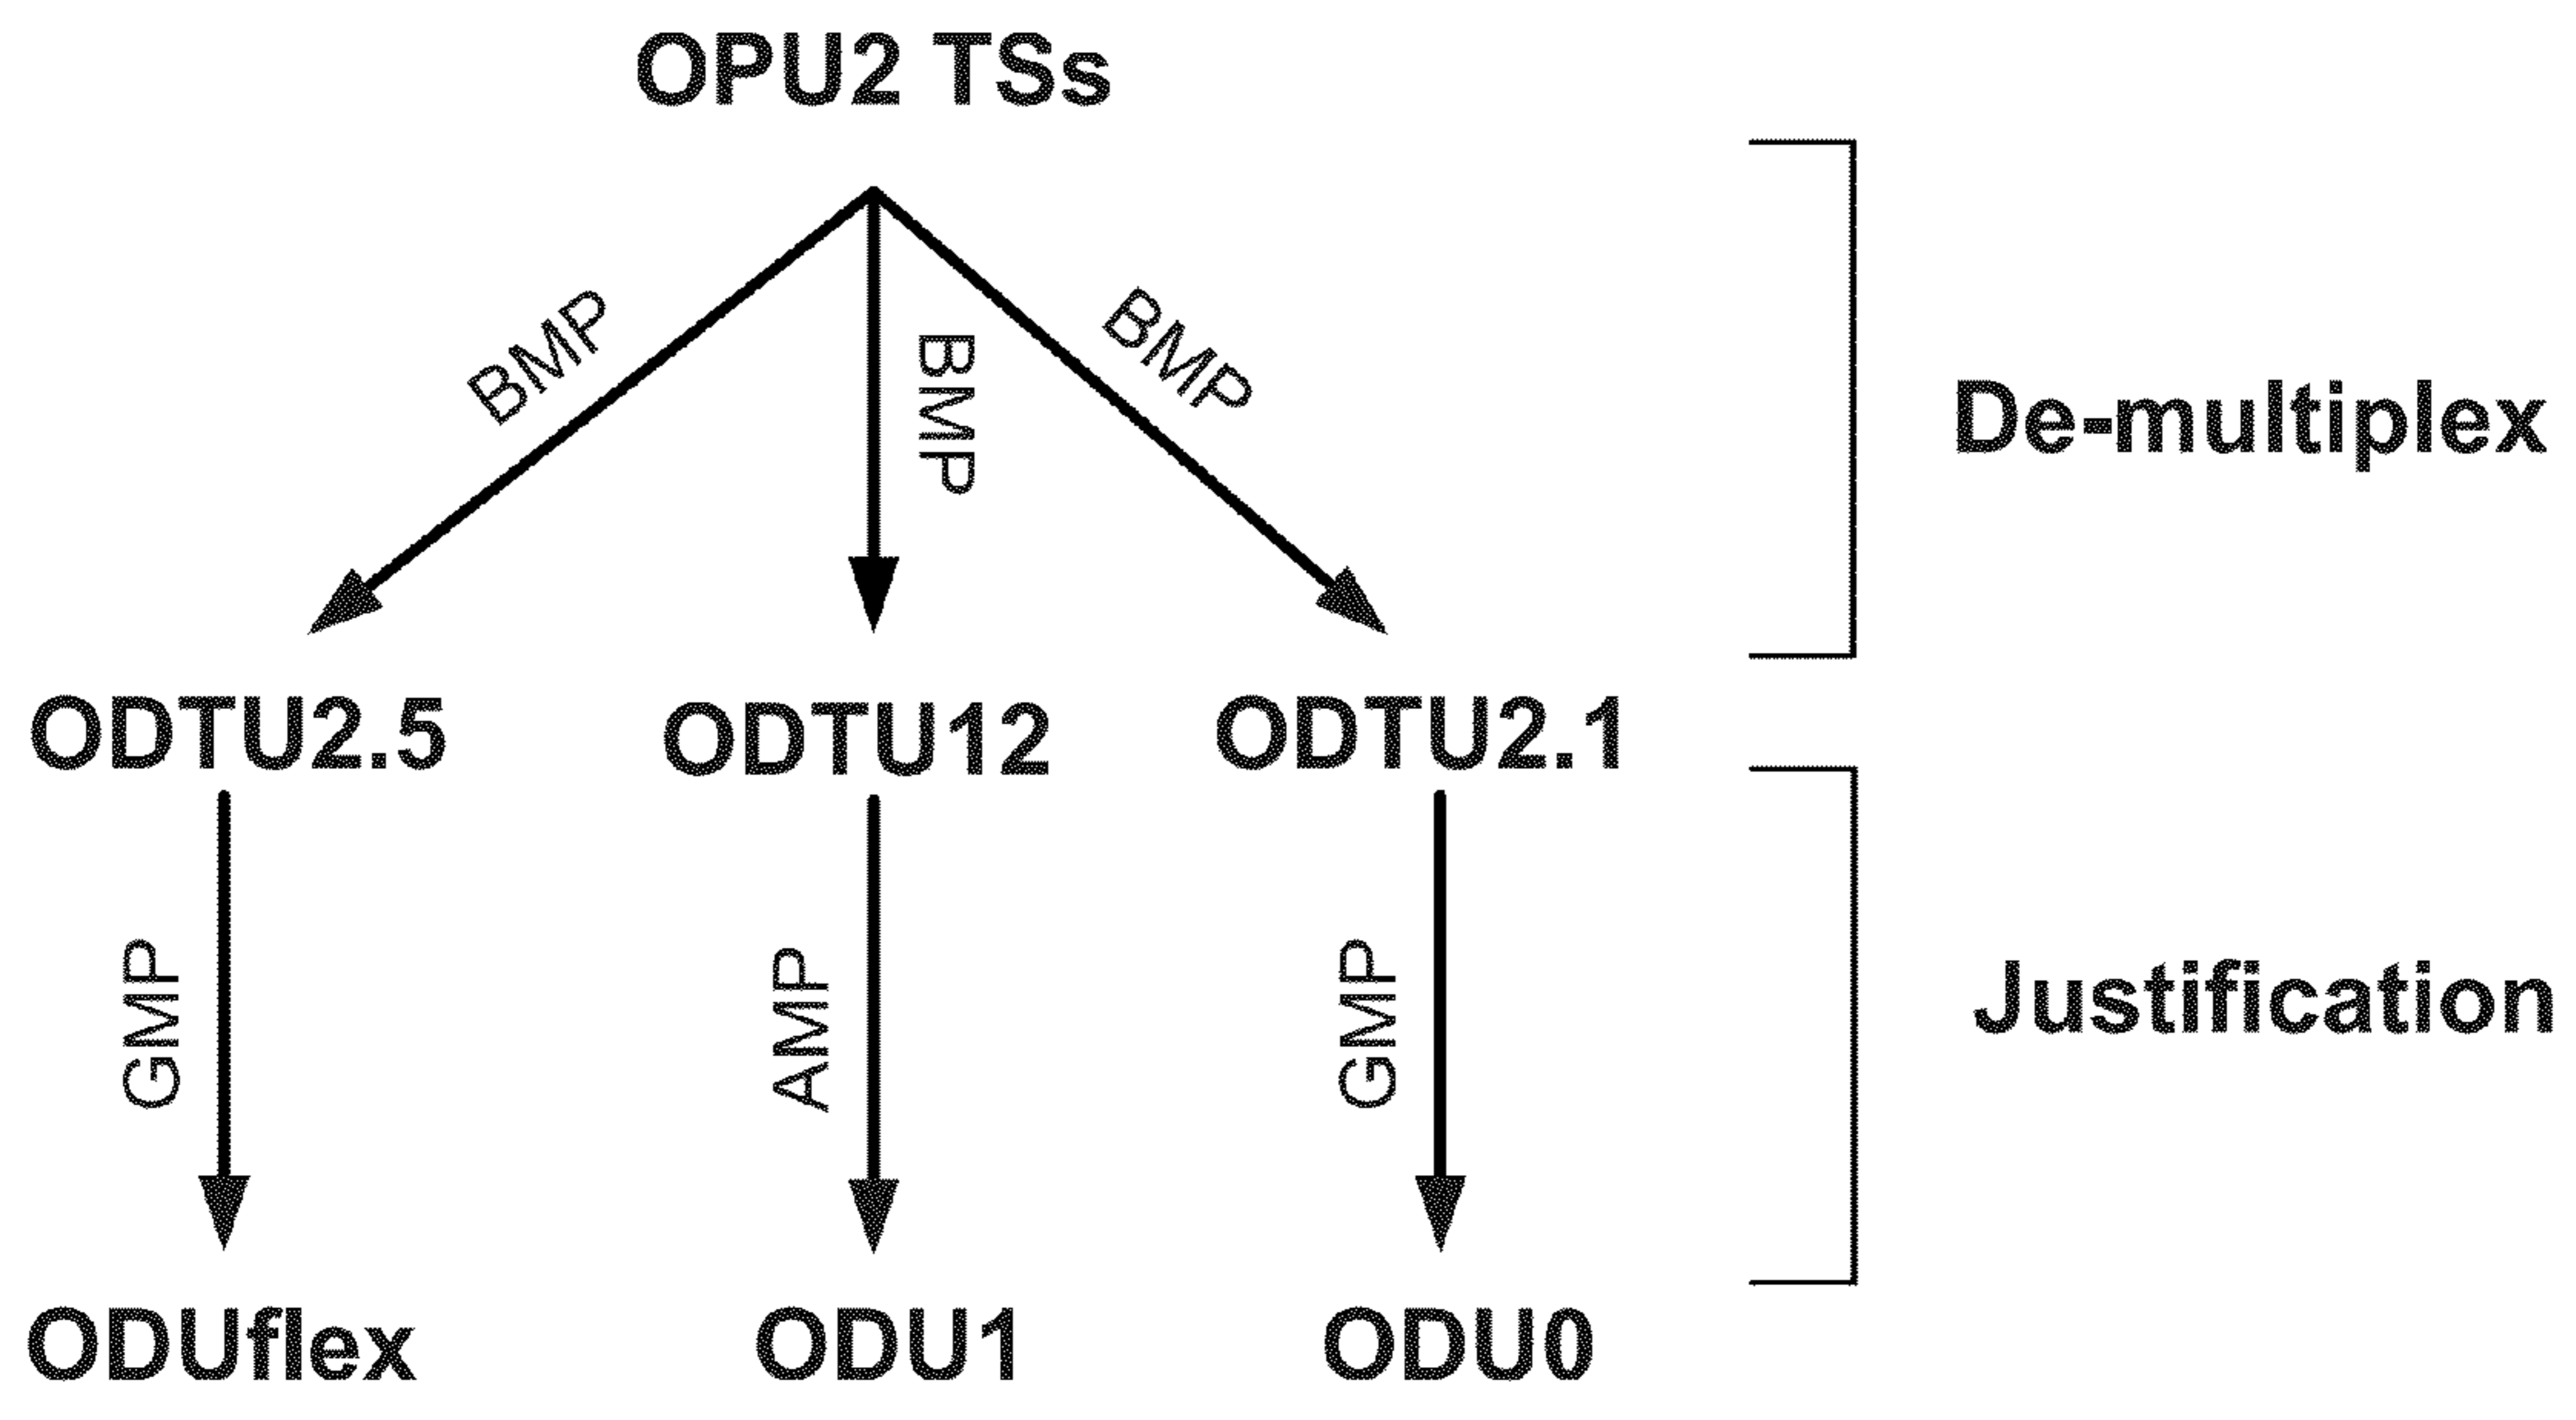 OPU2 TSs
BMP
BMP
BMP
De-multiplex
ODTU2.5
ODTU12
ODTU2.1
GMP
AMP
GMP
Justification
ODUflex
ODU1
ODU0